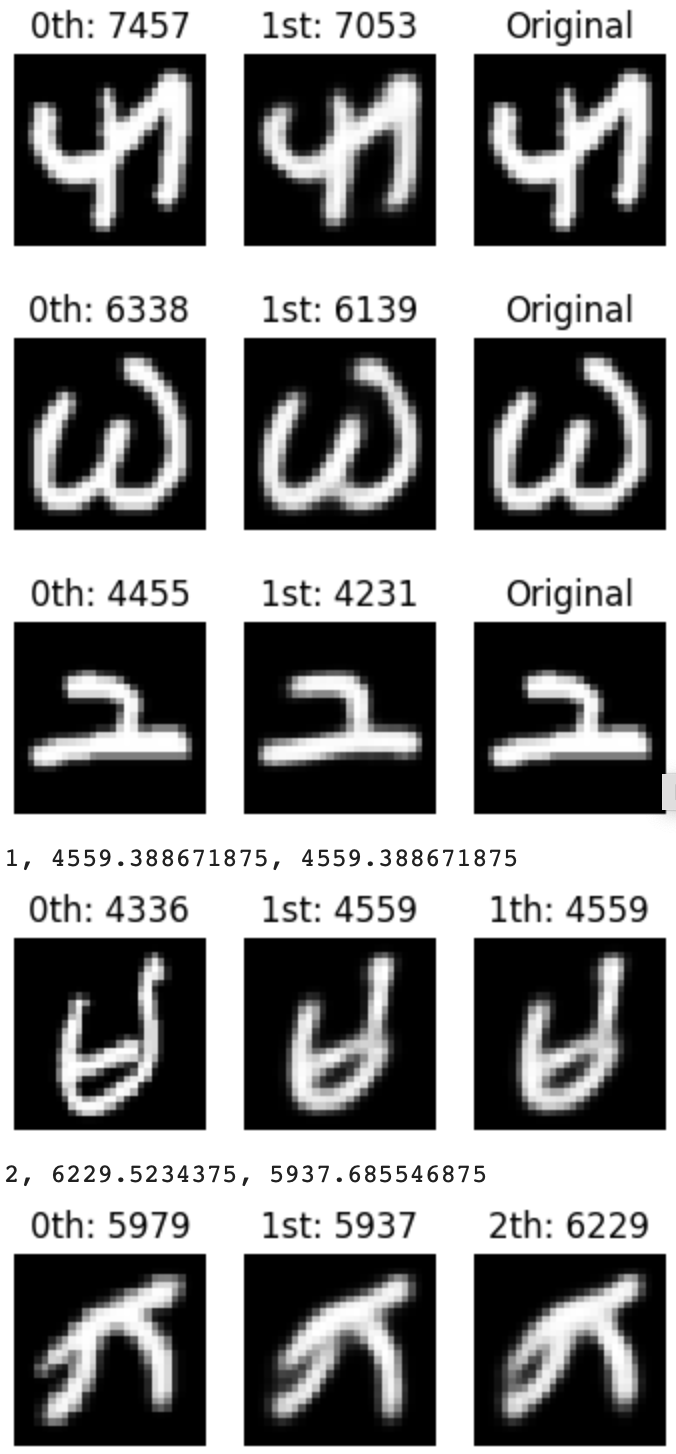 0th: 7457 1st: 7053 Original
0th: 6338 1st: 6139 Original
0th: 4455 1st: 4231 Original
1, 4559.388671875, 4559.388671875
0th: 4336 1st: 4559 1th: 4559
2, 6229.5234375, 5937.685546875
0th: 5979 1st: 5937 2th: 6229